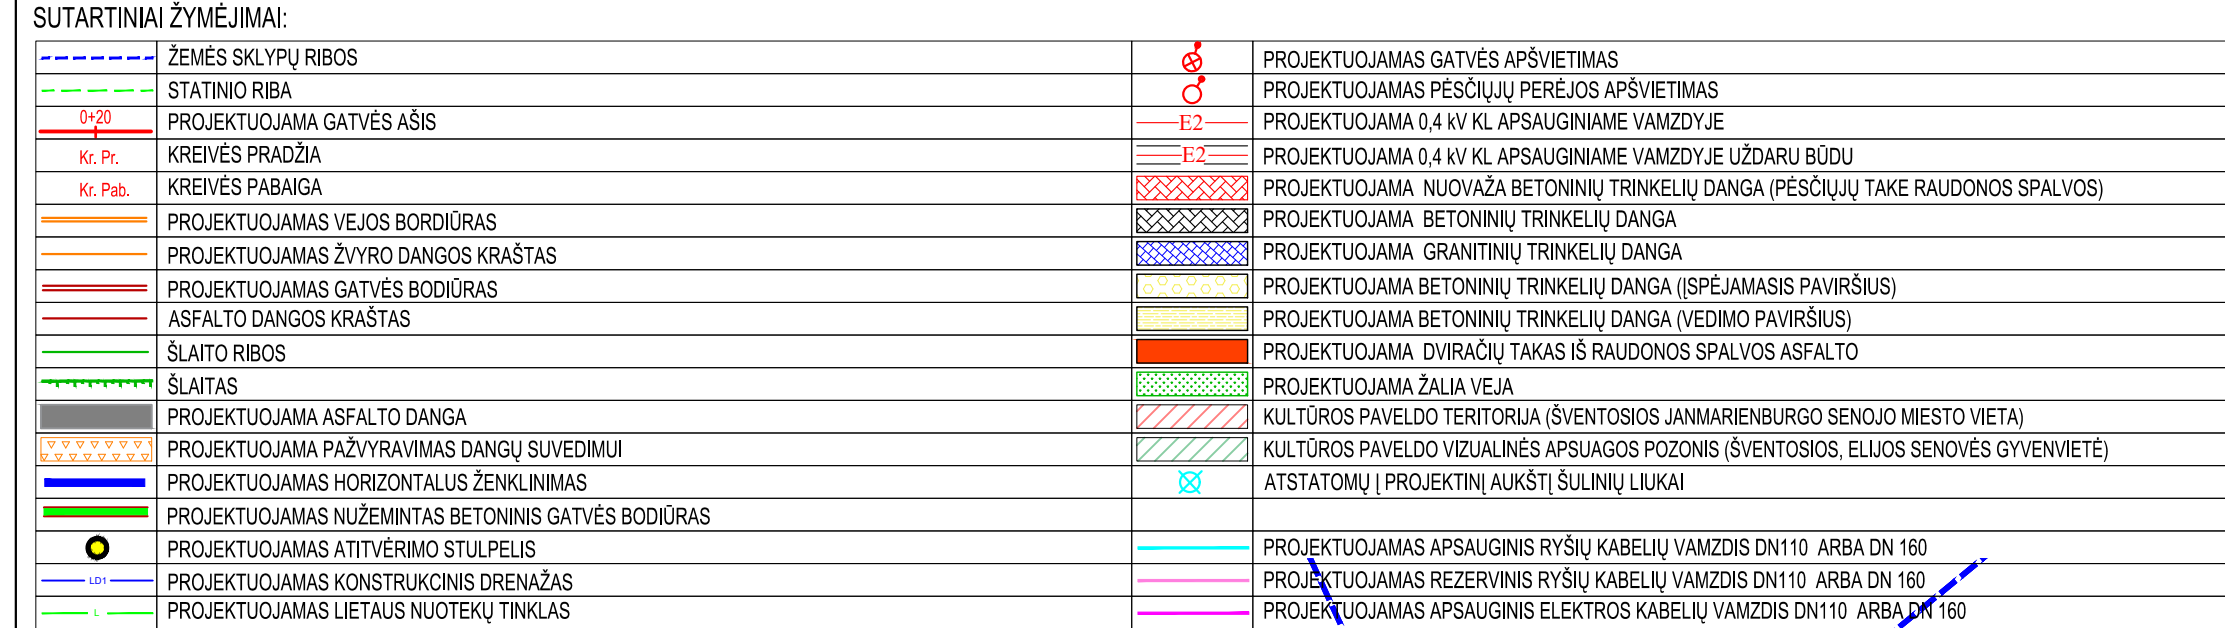 SUTARTINIAI ŽYMĖJIMAI:
ŽEMĖS SKLYPŲ RIBOS
STATINIO RIBA
0+20 PROJEKTUOJAMA GATVĖS AŠIS
Kr. Pr. KREIVĖS PRADŽIA
Kr. Pab. KREIVĖS PABAIGA
PROJEKTUOJAMAS VEJOS BORDIŪRAS
PROJEKTUOJAMAS ŽVYRO DANGOS KRAŠTAS
PROJEKTUOJAMAS GATVĖS BODIŪRAS
ASFALTO DANGOS KRAŠTAS
ŠLAITO RIBOS
ŠLAITAS
PROJEKTUOJAMA ASFALTO DANGA
PROJEKTUOJAMA PAŽVYRAVIMAS DANGŲ SUVEDIMUI
PROJEKTUOJAMAS HORIZONTALUS ŽENKLINIMAS
PROJEKTUOJAMAS NUŽEMINTAS BETONINIS GATVĖS BODIŪRAS
PROJEKTUOJAMAS ATITVĖRIMO STULPELIS
LD1 PROJEKTUOJAMAS KONSTRUKCINIS DRENAŽAS
L PROJEKTUOJAMAS LIETAUS NUOTEKŲ TINKLAS
PROJEKTUOJAMAS GATVĖS APŠVIETIMAS
PROJEKTUOJAMAS PĖSČIŲJŲ PERĖJOS APŠVIETIMAS
E2 PROJEKTUOJAMA 0,4 kV KL APSAUGINIAME VAMZDYJE
E2 PROJEKTUOJAMA 0,4 kV KL APSAUGINIAME VAMZDYJE UŽDARU BŪDU
PROJEKTUOJAMA NUOVAŽA BETONINIŲ TRINKELIŲ DANGA (PĖSČIŲJŲ TAKE RAUDONOS SPALVOS)
PROJEKTUOJAMA BETONINIŲ TRINKELIŲ DANGA
PROJEKTUOJAMA GRANITINIŲ TRINKELIŲ DANGA
PROJEKTUOJAMA BETONINIŲ TRINKELIŲ DANGA (ĮSPĖJAMASIS PAVIRŠIUS)
PROJEKTUOJAMA BETONINIŲ TRINKELIŲ DANGA (VEDIMO PAVIRŠIUS)
PROJEKTUOJAMA DVIRAČIŲ TAKAS IŠ RAUDONOS SPALVOS ASFALTO
PROJEKTUOJAMA ŽALIA VEJA
KULTŪROS PAVELDO TERITORIJA (ŠVENTOSIOS JANMARIENBURGO SENOJO MIESTO VIETA)
KULTŪROS PAVELDO VIZUALINĖS APSUAGOS POZONIS (ŠVENTOSIOS, ELIJOS SENOVĖS GYVENVIETĖ)
ATSTATOMŲ Į PROJEKTINĮ AUKŠTĮ ŠULINIŲ LIUKAI
PROJEKTUOJAMAS APSAUGINIS RYŠIŲ KABELIŲ VAMZDIS DN110 ARBA DN 160
PROJEKTUOJAMAS REZERVINIS RYŠIŲ KABELIŲ VAMZDIS DN110 ARBA DN 160
PROJEKTUOJAMAS APSAUGINIS ELEKTROS KABELIŲ VAMZDIS DN110 ARBA DN 160